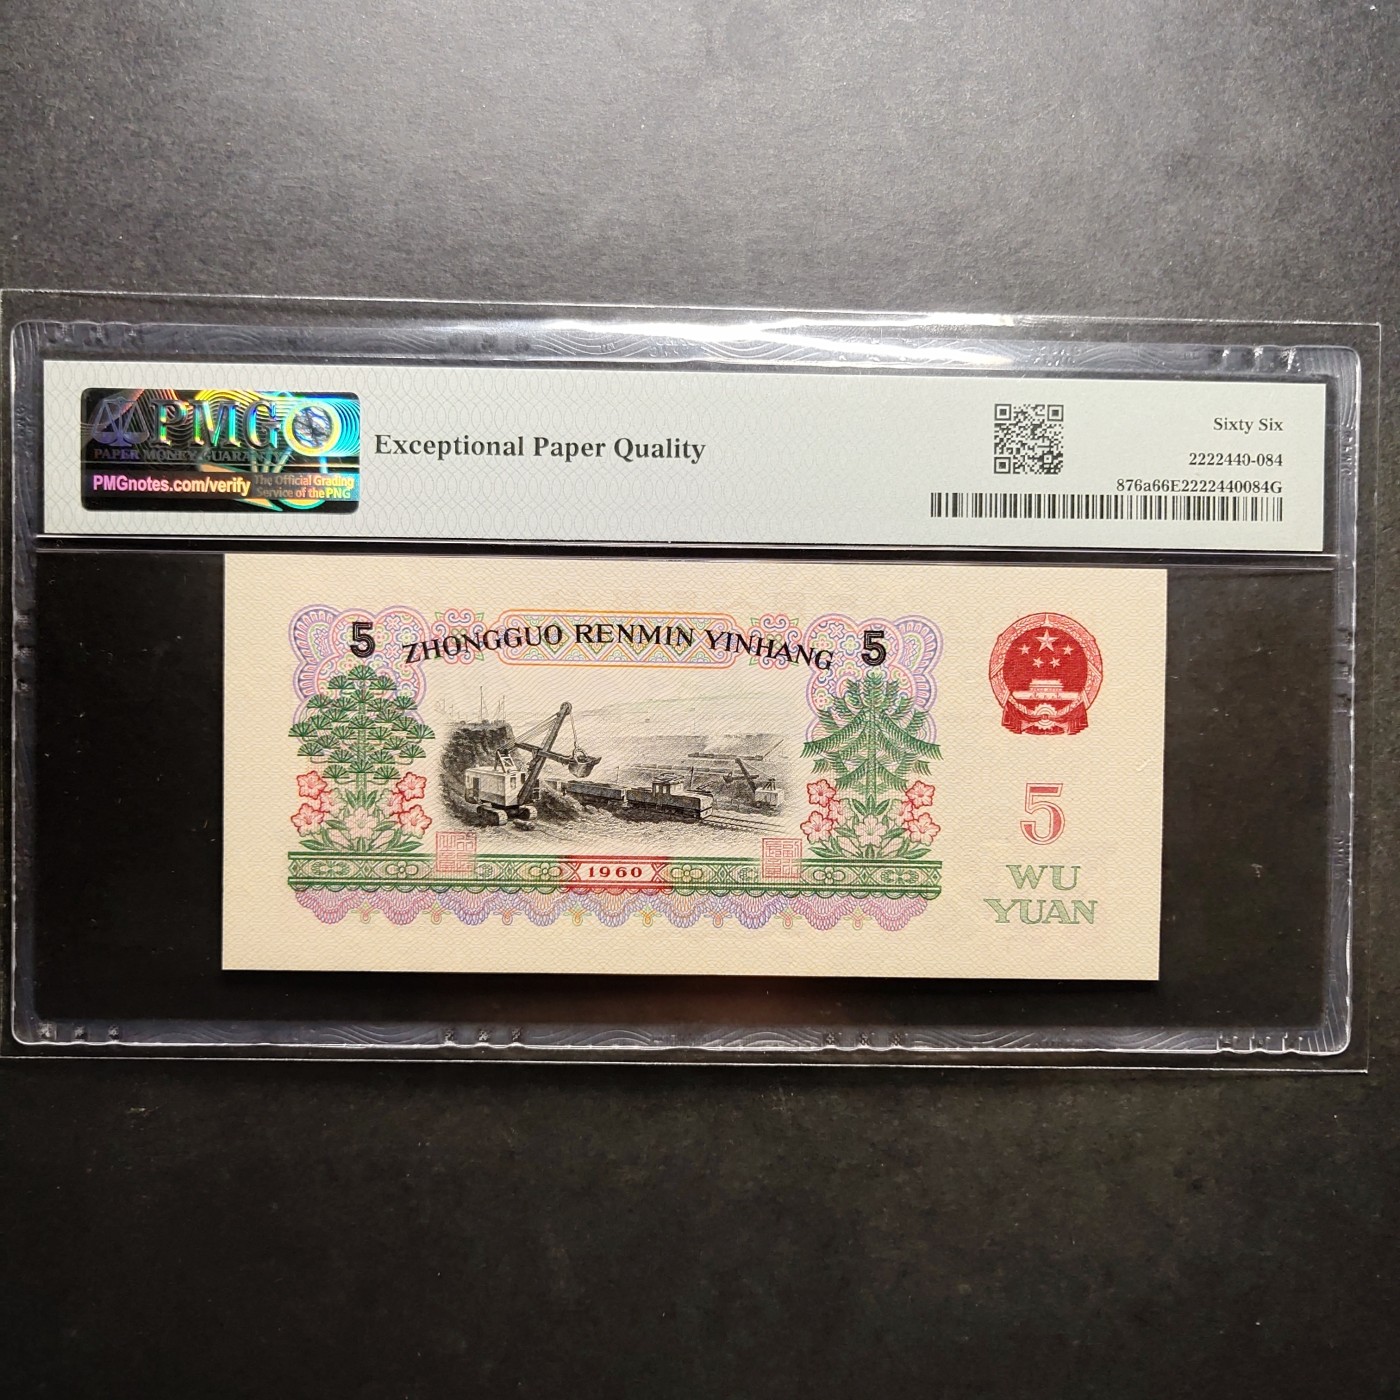 PMG
PAPER MONEY GUARANTY
PMGnotes.com/verify
The Official Grading
Service of the PNG
Exceptional Paper Quality
Sixty Six
2222440-084
876a66E2222440084G
5
ZHONGGUO RENMIN YINHANG
5
1960
5
WU
YUAN